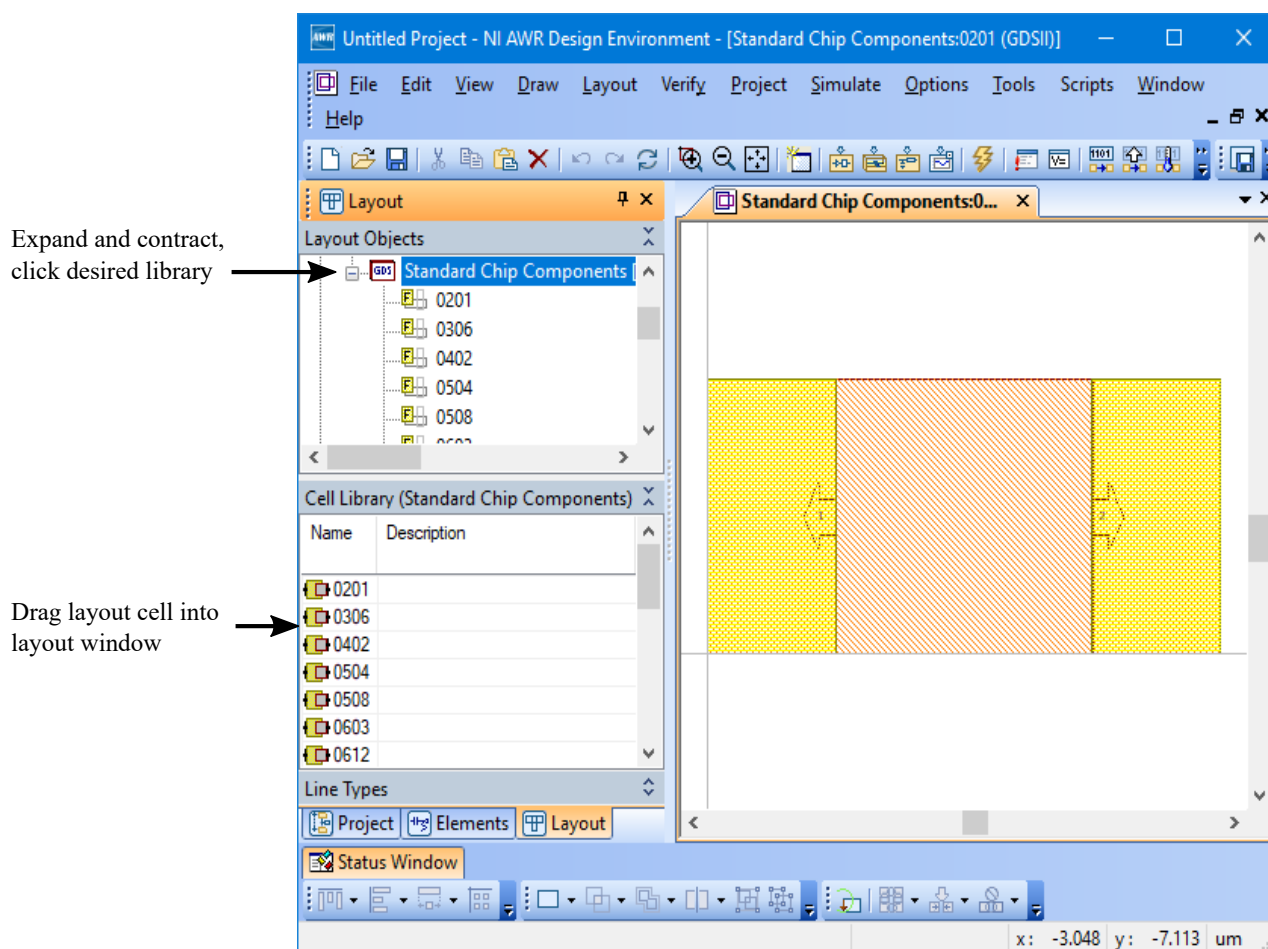 AWR Untitled Project - NI AWR Design Environment - [Standard Chip Components:0201 (GDSII)]
File Edit View Draw Layout Verify Project Simulate Options Tools Scripts Window
Help
Layout
Standard Chip Components:0...
Layout Objects
Expand and contract,
click desired library
GDS Standard Chip Components [
F 0201
F 0306
F 0402
F 0504
F 0508
Cell Library (Standard Chip Components)
Name Description
0201
0306
0402
0504
0508
0603
0612
Drag layout cell into
layout window
1
2
Line Types
Project Elements Layout
Status Window
x: -3.048 y: -7.113 um